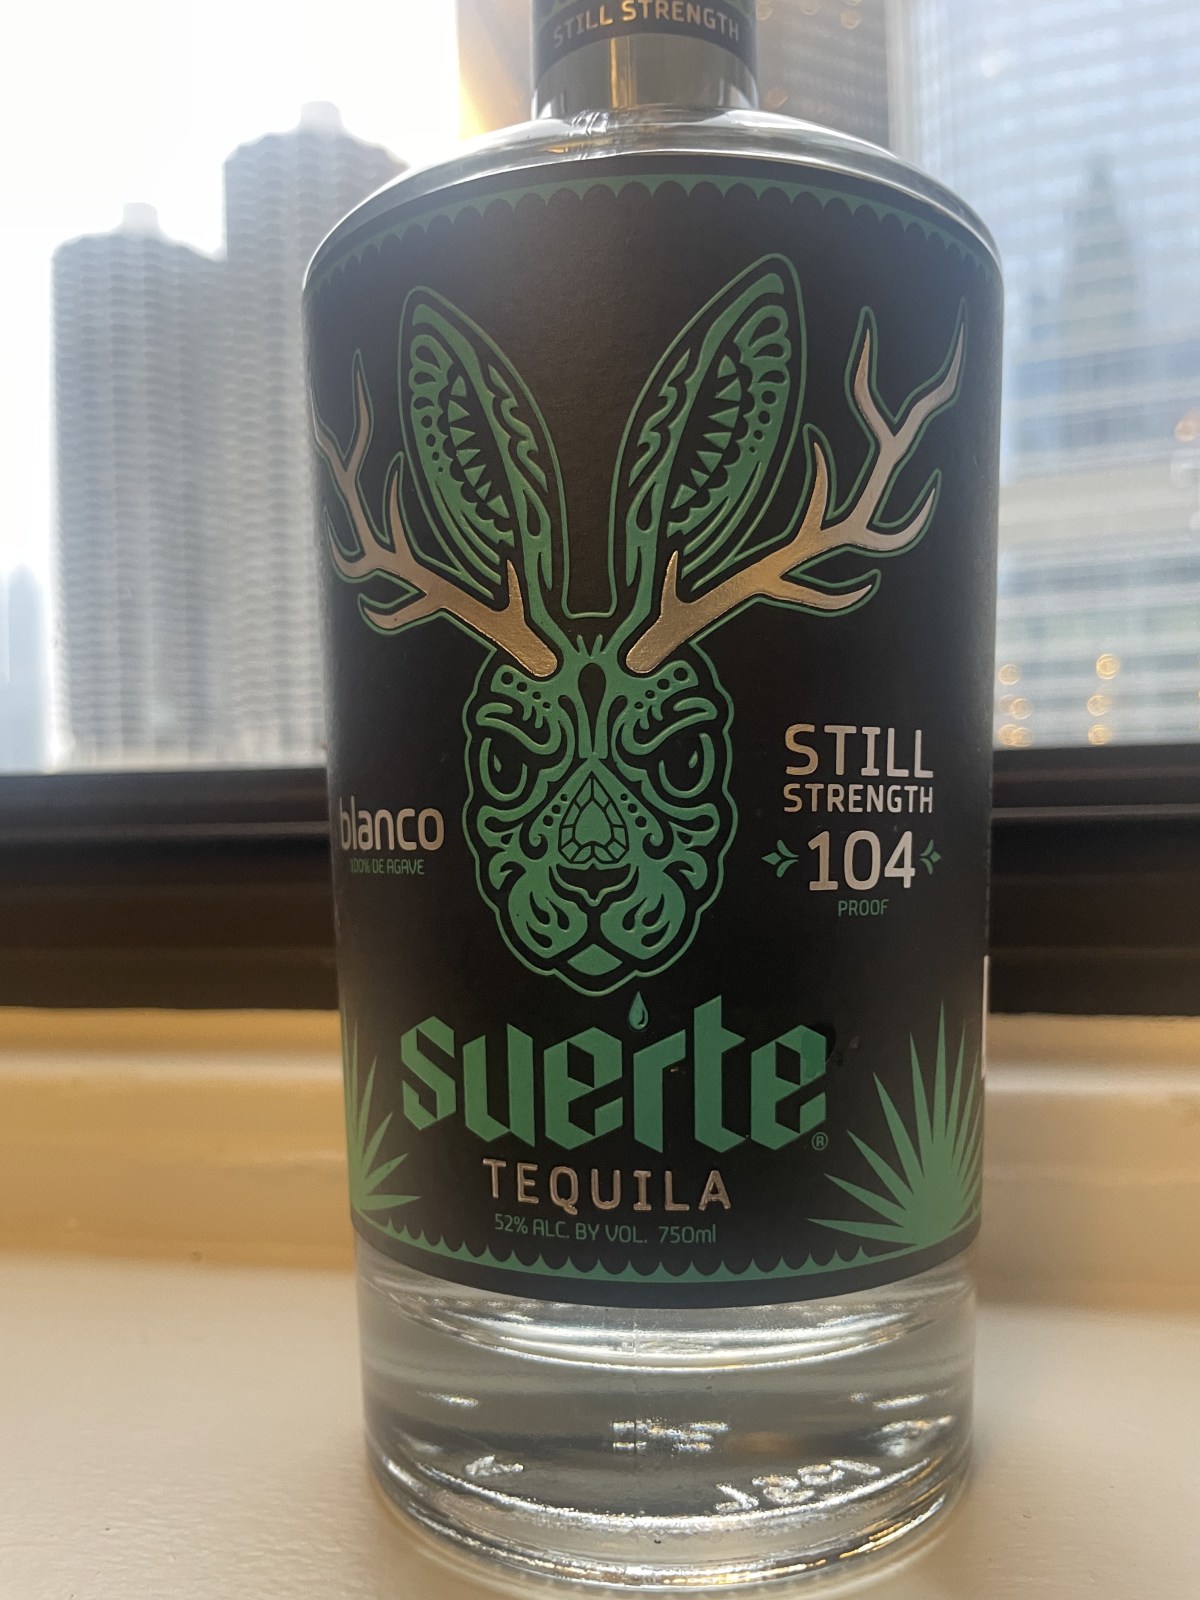 STILL STRENGTH
blanco
100% DE AGAVE
STILL
STRENGTH
104
PROOF
suerte
®
TEQUILA
52% ALC. BY VOL. 750ml